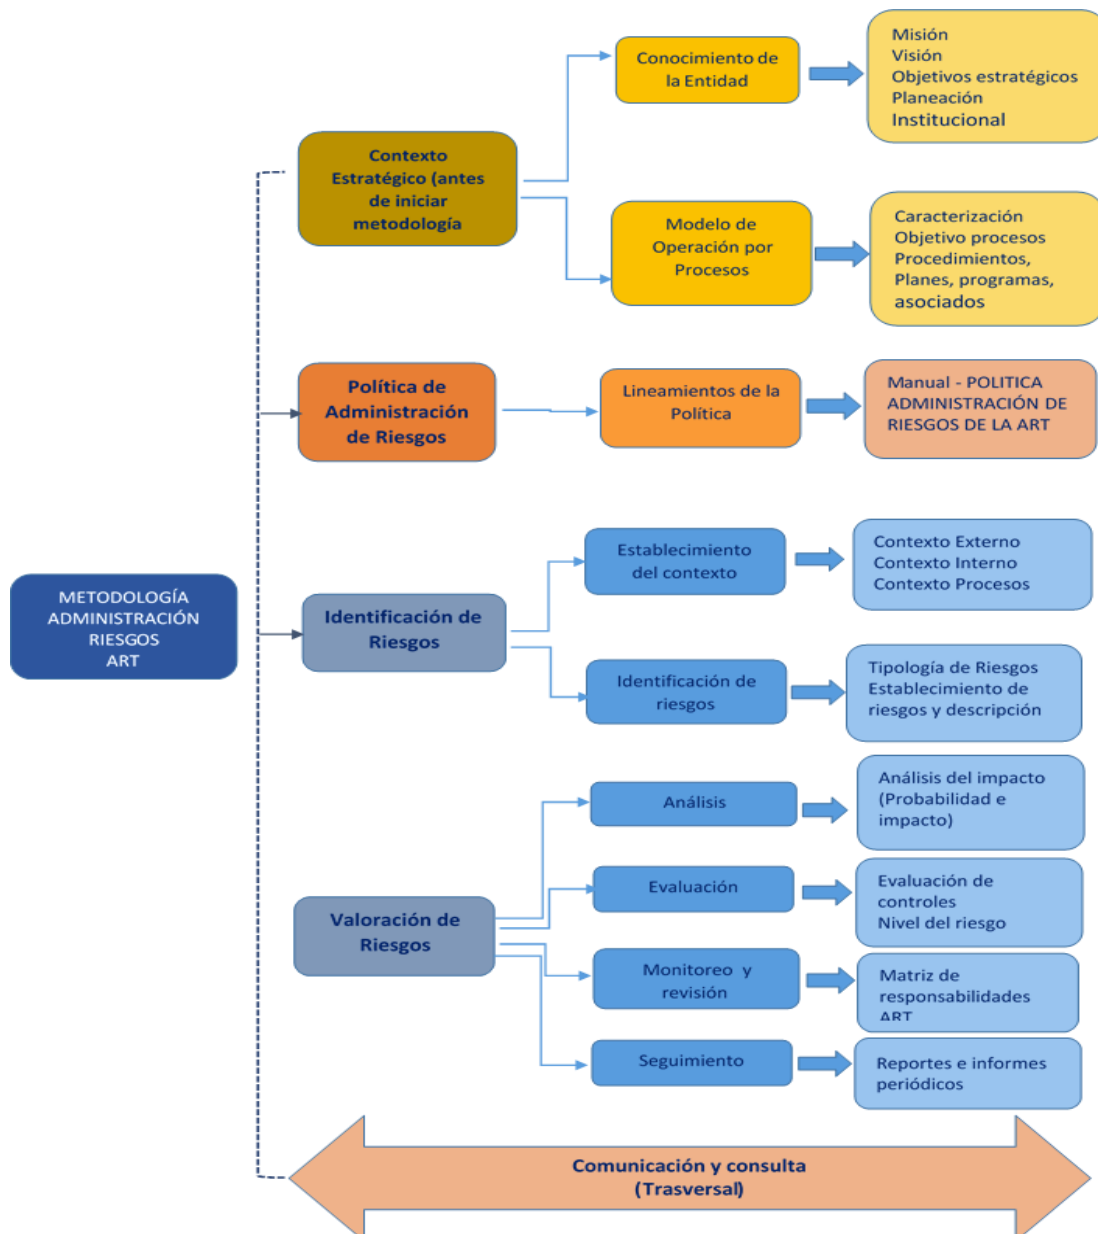 Conocimiento de
la Entidad
Misión
Visión
Objetivos estratégicos
Planeación
Institucional
Contexto
Estratégico (antes
de iniciar
metodología
Modelo de
Operación por
Procesos
Caracterización
Objetivo procesos
Procedimientos,
Planes, programas,
asociados
Política de
Administración
de Riesgos
Lineamientos de la
Política
Manual - POLITICA
ADMINISTRACIÓN DE
RIESGOS DE LA ART
METODOLOGÍA
ADMINISTRACIÓN
RIESGOS
ART
Identificación de
Riesgos
Establecimiento
del contexto
Contexto Externo
Contexto Interno
Contexto Procesos
Identificación de
riesgos
Tipología de Riesgos
Establecimiento de
riesgos y descripción
Valoración de
Riesgos
Análisis
Análisis del impacto
(Probabilidad e
impacto)
Evaluación
Evaluación de
controles
Nivel del riesgo
Monitoreo y
revisión
Matriz de
responsabilidades
ART
Seguimiento
Reportes e informes
periódicos
Comunicación y consulta
(Trasversal)